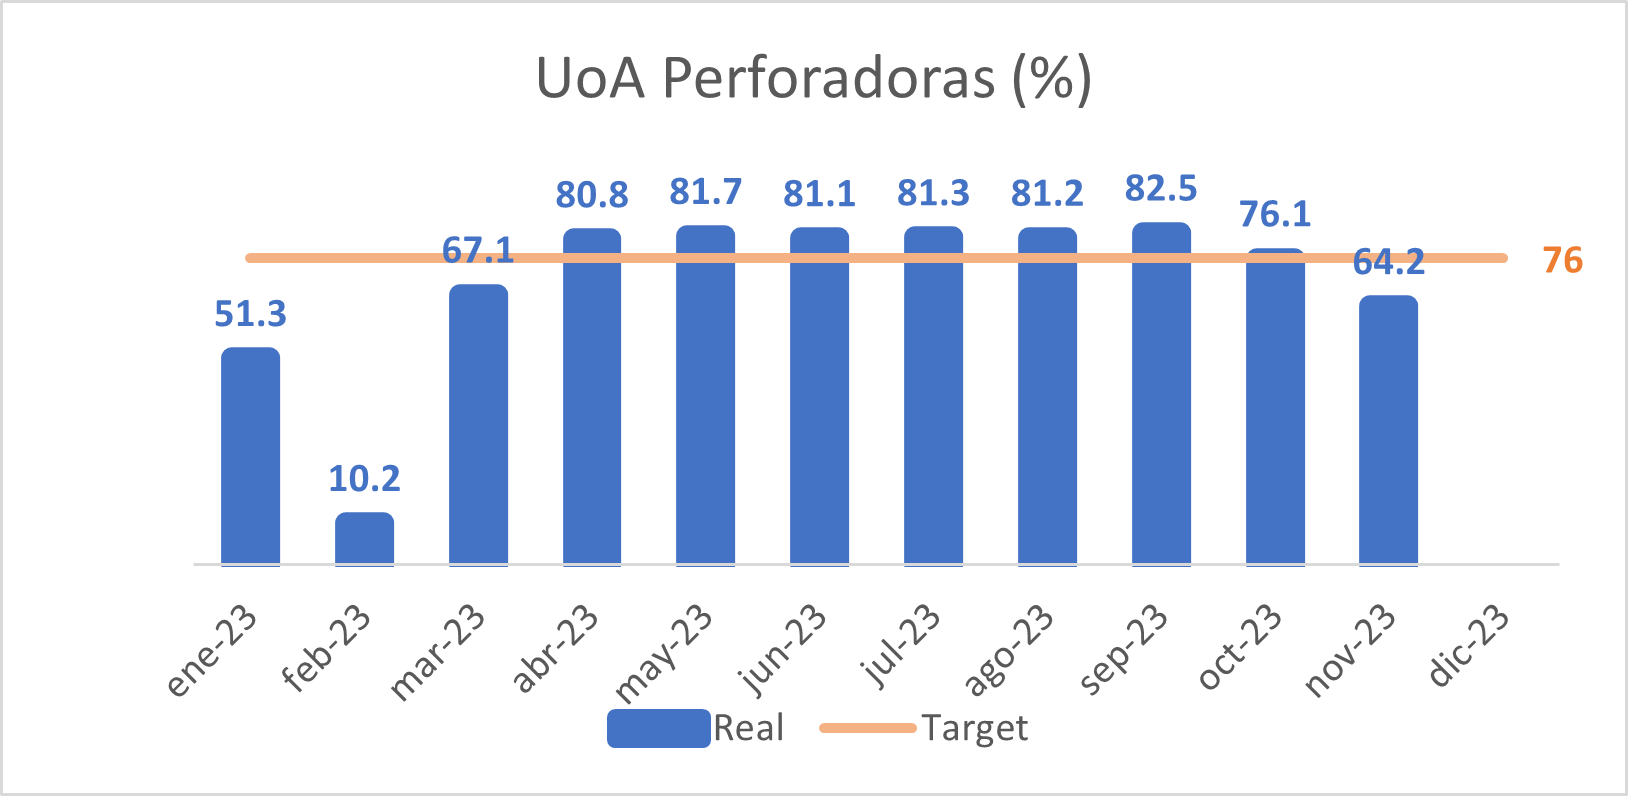 UoA Perforadoras (%)
51.3
10.2
67.1
80.8
81.7
81.1
81.3
81.2
82.5
76.1
64.2
76
ene-23
feb-23
mar-23
abr-23
may-23
jun-23
jul-23
ago-23
sep-23
oct-23
nov-23
dic-23
Real
Target